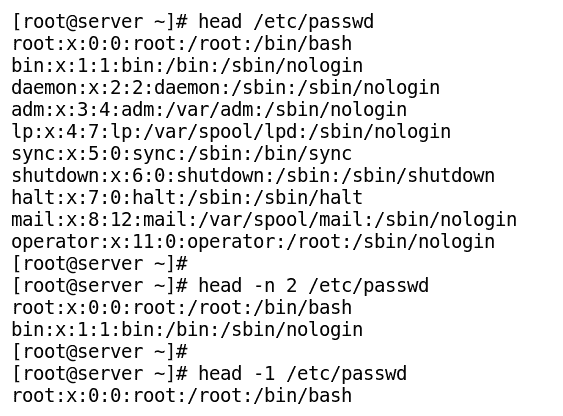 [root@server ~]# head /etc/passwd
root:x:0:0:root:/root:/bin/bash
bin:x:1:1:bin:/bin:/sbin/nologin
daemon:x:2:2:daemon:/sbin:/sbin/nologin
adm:x:3:4:adm:/var/adm:/sbin/nologin
lp:x:4:7:lp:/var/spool/lpd:/sbin/nologin
sync:x:5:0:sync:/sbin:/bin/sync
shutdown:x:6:0:shutdown:/sbin:/sbin/shutdown
halt:x:7:0:halt:/sbin:/sbin/halt
mail:x:8:12:mail:/var/spool/mail:/sbin/nologin
operator:x:11:0:operator:/root:/sbin/nologin
[root@server ~]#
[root@server ~]# head -n 2 /etc/passwd
root:x:0:0:root:/root:/bin/bash
bin:x:1:1:bin:/bin:/sbin/nologin
[root@server ~]#
[root@server ~]# head -1 /etc/passwd
root:x:0:0:root:/root:/bin/bash